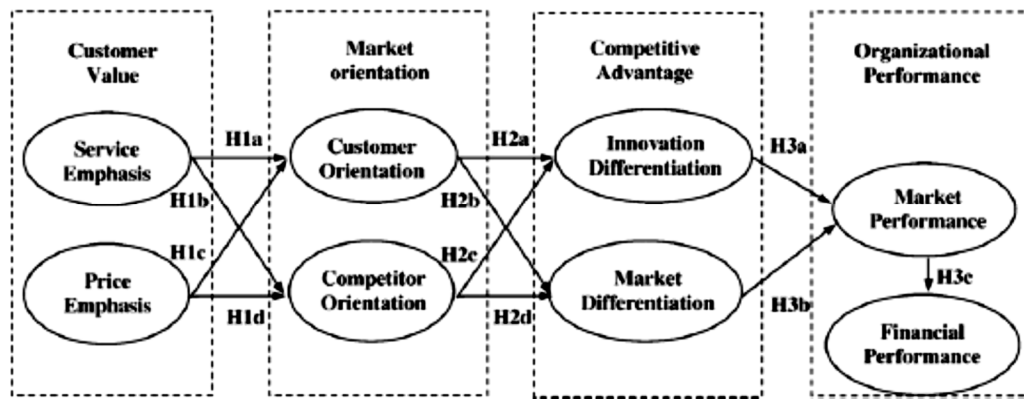 Customer
Value
Market
orientation
Competitive
Advantage
Organizational
Performance
Service
Emphasis
Price
Emphasis
H1a
H1b
H1c
H1d
Customer
Orientation
Competitor
Orientation
H2a
H2b
H2c
H2d
Innovation
Differentiation
Market
Differentiation
H3a
H3b
Market
Performance
H3c
Financial
Performance